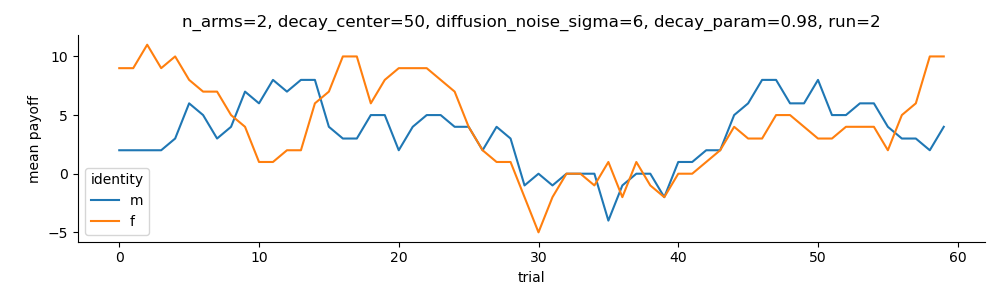 n_arms=2, decay_center=50, diffusion_noise_sigma=6, decay_param=0.98, run=2
mean payoff
10
5
0
−5
identity
m
f
0 10 20 30 40 50 60
trial